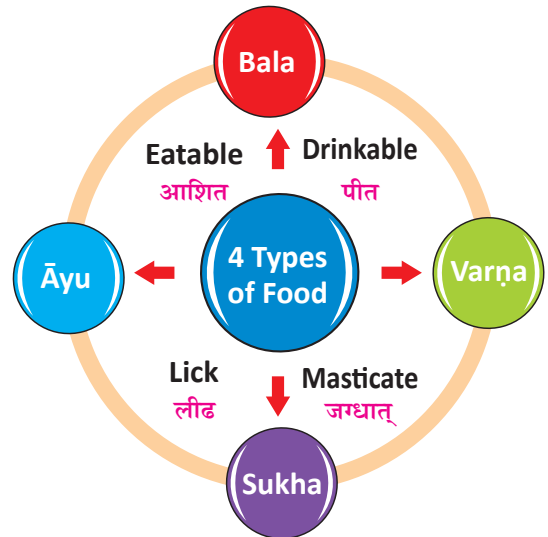 Bala
Eatable
आशित
Drinkable
पीत
Āyu
4 Types
of Food
Varṇa
Lick
लीढ
Masticate
जग्धात्
Sukha